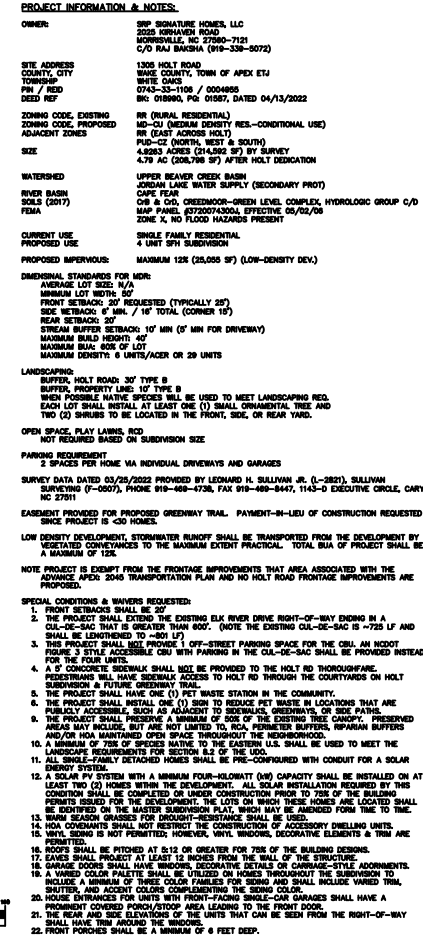 PROJECT INFORMATION & NOTES:
OWNER: SRP SIGNATURE HOMES, LLC
2025 KIRHAVEN ROAD
MORRISVILLE, NC 27560-7121
C/O RAJ BAKSHA (919-339-5072)
SITE ADDRESS 1305 HOLT ROAD
COUNTY, CITY WAKE COUNTY, TOWN OF APEX ETJ
TOWNSHIP WHITE OAKS
PIN / REID 0743-33-1106 / 0004955
DEED REF BK: 018990, PG: 01587, DATED 04/13/2022
ZONING CODE, EXISTING RR (RURAL RESIDENTIAL)
ZONING CODE, PROPOSED MD-CU (MEDIUM DENSITY RES.-CONDITIONAL USE)
ADJACENT ZONES RR (EAST ACROSS HOLT)
PUD-CZ (NORTH, WEST & SOUTH)
SIZE 4.9263 ACRES (214,592 SF) BY SURVEY
4.79 AC (208,798 SF) AFTER HOLT DEDICATION
WATERSHED UPPER BEAVER CREEK BASIN
JORDAN LAKE WATER SUPPLY (SECONDARY PROT)
RIVER BASIN CAPE FEAR
SOILS (2017) CrB & CrD, CREEDMOOR-GREEN LEVEL COMPLEX, HYDROLOGIC GROUP C/D
FEMA MAP PANEL #3720074300J, EFFECTIVE 05/02/06
ZONE X, NO FLOOD HAZARDS PRESENT
CURRENT USE SINGLE FAMILY RESIDENTIAL
PROPOSED USE 4 UNIT SFH SUBDIVISION
PROPOSED IMPERVIOUS: MAXIMUM 12% (25,055 SF) (LOW-DENSITY DEV.)
DIMENSINAL STANDARDS FOR MDR:
AVERAGE LOT SIZE: N/A
MINIMUM LOT WIDTH: 50'
FRONT SETBACK: 20' REQUESTED (TYPICALLY 25')
SIDE WETBACK: 6' MIN. / 16' TOTAL (CORNER 15')
REAR SETBACK: 20'
STREAM BUFFER SETBACK: 10' MIN (5' MIN FOR DRIVEWAY)
MAXIMUM BUILD HEIGHT: 40'
MAXIMUM BUA: 60% OF LOT
MAXIMUM DENSITY: 6 UNITS/ACER OR 29 UNITS
LANDSCAPING:
BUFFER, HOLT ROAD: 30' TYPE B
BUFFER, PROPERTY LINE: 10' TYPE B
WHEN POSSIBLE NATIVE SPECIES WILL BE USED TO MEET LANDSCAPING REQ.
EACH LOT SHALL INSTALL AT LEAST ONE (1) SMALL ORNAMENTAL TREE AND
TWO (2) SHRUBS TO BE LOCATED IN THE FRONT, SIDE, OR REAR YARD.
OPEN SPACE, PLAY LAWNS, RCD
NOT REQUIRED BASED ON SUBDIVISION SIZE
PARKING REQUIREMENT
2 SPACES PER HOME VIA INDIVIDUAL DRIVEWAYS AND GARAGES
SURVEY DATA DATED 03/25/2022 PROVIDED BY LEONARD H. SULLIVAN JR. (L-2821), SULLIVAN
SURVEYING (F-0507), PHONE 919-469-4738, FAX 919-469-8447, 1143-D EXECUTIVE CIRCLE, CARY
NC 27511
EASEMENT PROVIDED FOR PROPOSED GREENWAY TRAIL. PAYMENT-IN-LIEU OF CONSTRUCTION REQUESTED
SINCE PROJECT IS <30 HOMES.
LOW DENSITY DEVELOPMENT, STORMWATER RUNOFF SHALL BE TRANSPORTED FROM THE DEVELOPMENT BY
VEGETATED CONVEYANCES TO THE MAXIMUM EXTENT PRACTICAL. TOTAL BUA OF PROJECT SHALL BE
A MAXIMUM OF 12%
NOTE PROJECT IS EXEMPT FROM THE FRONTAGE IMPROVEMENTS THAT AREA ASSOCIATED WITH THE
ADVANCE APEX: 2045 TRANSPORTATION PLAN AND NO HOLT ROAD FRONTAGE IMPROVEMENTS ARE
PROPOSED.
SPECIAL CONDITIONS & WAIVERS REQUESTED:
1. FRONT SETBACKS SHALL BE 20'
2. THE PROJECT SHALL EXTEND THE EXISTING ELK RIVER DRIVE RIGHT-OF-WAY ENDING IN A
CUL-DE-SAC THAT IS GREATER THAN 600'. (NOTE THE EXISTING CUL-DE-SAC IS ~725 LF AND
SHALL BE LENGTHENED TO ~801 LF)
3. THIS PROJECT SHALL NOT PROVIDE 1 OFF-STREET PARKING SPACE FOR THE CBU. AN NCDOT
FIGURE 3 STYLE ACCESSIBLE CBU WITH PARKING IN THE CUL-DE-SAC SHALL BE PROVIDED INSTEAD
FOR THE FOUR UNITS.
4. A 5' CONCCRETE SIDEWALK SHALL NOT BE PROVIDED TO THE HOLT RD THOROUGHFARE.
PEDESTRIANS WILL HAVE SIDEWALK ACCESS TO HOLT RD THROUGH THE COURTYARDS ON HOLT
SUBDIVISION & FUTURE GREENWAY TRAIL.
5. THE PROJECT SHALL HAVE ONE (1) PET WASTE STATION IN THE COMMUNITY.
6. THE PROJECT SHALL INSTALL ONE (1) SIGN TO REDUCE PET WASTE IN LOCATIONS THAT ARE
PUBLICLY ACCESSIBLE, SUCH AS ADJACENT TO SIDEWALKS, GREENWAYS, OR SIDE PATHS.
9. THE PROJECT SHALL PRESERVE A MINIMUM OF 50% OF THE EXISTING TREE CANOPY. PRESERVED
AREAS MAY INCLUDE, BUT ARE NOT LIMITED TO, RCA, PERIMETER BUFFERS, RIPARIAN BUFFERS
AND/OR HOA MAINTAINED OPEN SPACE THROUGHOUT THE NEIGHBORHOOD.
10. A MINIMUM OF 75% OF SPECIES NATIVE TO THE EASTERN U.S. SHALL BE USED TO MEET THE
LANDSCAPE REQUIREMENTS FOR SECTION 8.2 OF THE UDO.
11. ALL SINGLE-FAMILY DETACHED HOMES SHALL BE PRE-CONFIGURED WITH CONDUIT FOR A SOLAR
ENERGY SYSTEM.
12. A SOLAR PV SYSTEM WITH A MINIMUM FOUR-KILOWATT (kW) CAPACITY SHALL BE INSTALLED ON AT
LEAST TWO (2) HOMES WITHIN THE DEVELOPMENT. ALL SOLAR INSTALLATION REQUIRED BY THIS
CONDITION SHALL BE COMPLETED OR UNDER CONSTRUCTION PRIOR TO 75% OF THE BUILDING
PERMITS ISSUED FOR THE DEVELOPMENT. THE LOTS ON WHICH THESE HOMES ARE LOCATED SHALL
BE IDENTIFIED ON THE MASTER SUBDIVISION PLAT, WHICH MAY BE AMENDED FORM TIME TO TIME.
13. WARM SEASON GRASSES FOR DROUGHT-RESISTANCE SHALL BE USED.
14. HOA COVENANTS SHALL NOT RESTRICT THE CONSTRUCTION OF ACCESSORY DWELLING UNITS.
15. VINYL SIDING IS NOT PERMITTED; HOWEVER, VINYL WINDOWS, DECORATIVE ELEMENTS & TRIM ARE
PERMITTED.
16. ROOFS SHALL BE PITCHED AT 5:12 OR GREATER FOR 75% OF THE BUILDING DESIGNS.
17. EAVES SHALL PROJECT AT LEAST 12 INCHES FROM THE WALL OF THE STRUCTURE.
18. GARAGE DOORS SHALL HAVE WINDOWS, DECORATIVE DETAILS OR CARRIAGE-STYLE ADORNMENTS.
19. A VARIED COLOR PALETTE SHALL BE UTILIZED ON HOMES THROUGHOUT THE SUBDIVISION TO
INCLUDE A MINIMUM OF THREE COLOR FAMILIES FOR SIDING AND SHALL INCLUDE VARIED TRIM,
SHUTTER, AND ACCENT COLORS COMPLEMENTING THE SIDING COLOR.
20. HOUSE ENTRANCES FOR UNITS WITH FRONT-FACING SINGLE-CAR GARAGES SHALL HAVE A
PROMINENT COVERED PORCH/STOOP AREA LEADING TO THE FRONT DOOR.
21. THE REAR AND SIDE ELEVATIONS OF THE UNITS THAT CAN BE SEEN FROM THE RIGHT-OF-WAY
SHALL HAVE TRIM AROUND THE WINDOWS.
22. FRONT PORCHES SHALL BE A MINIMUM OF 6 FEET DEEP.